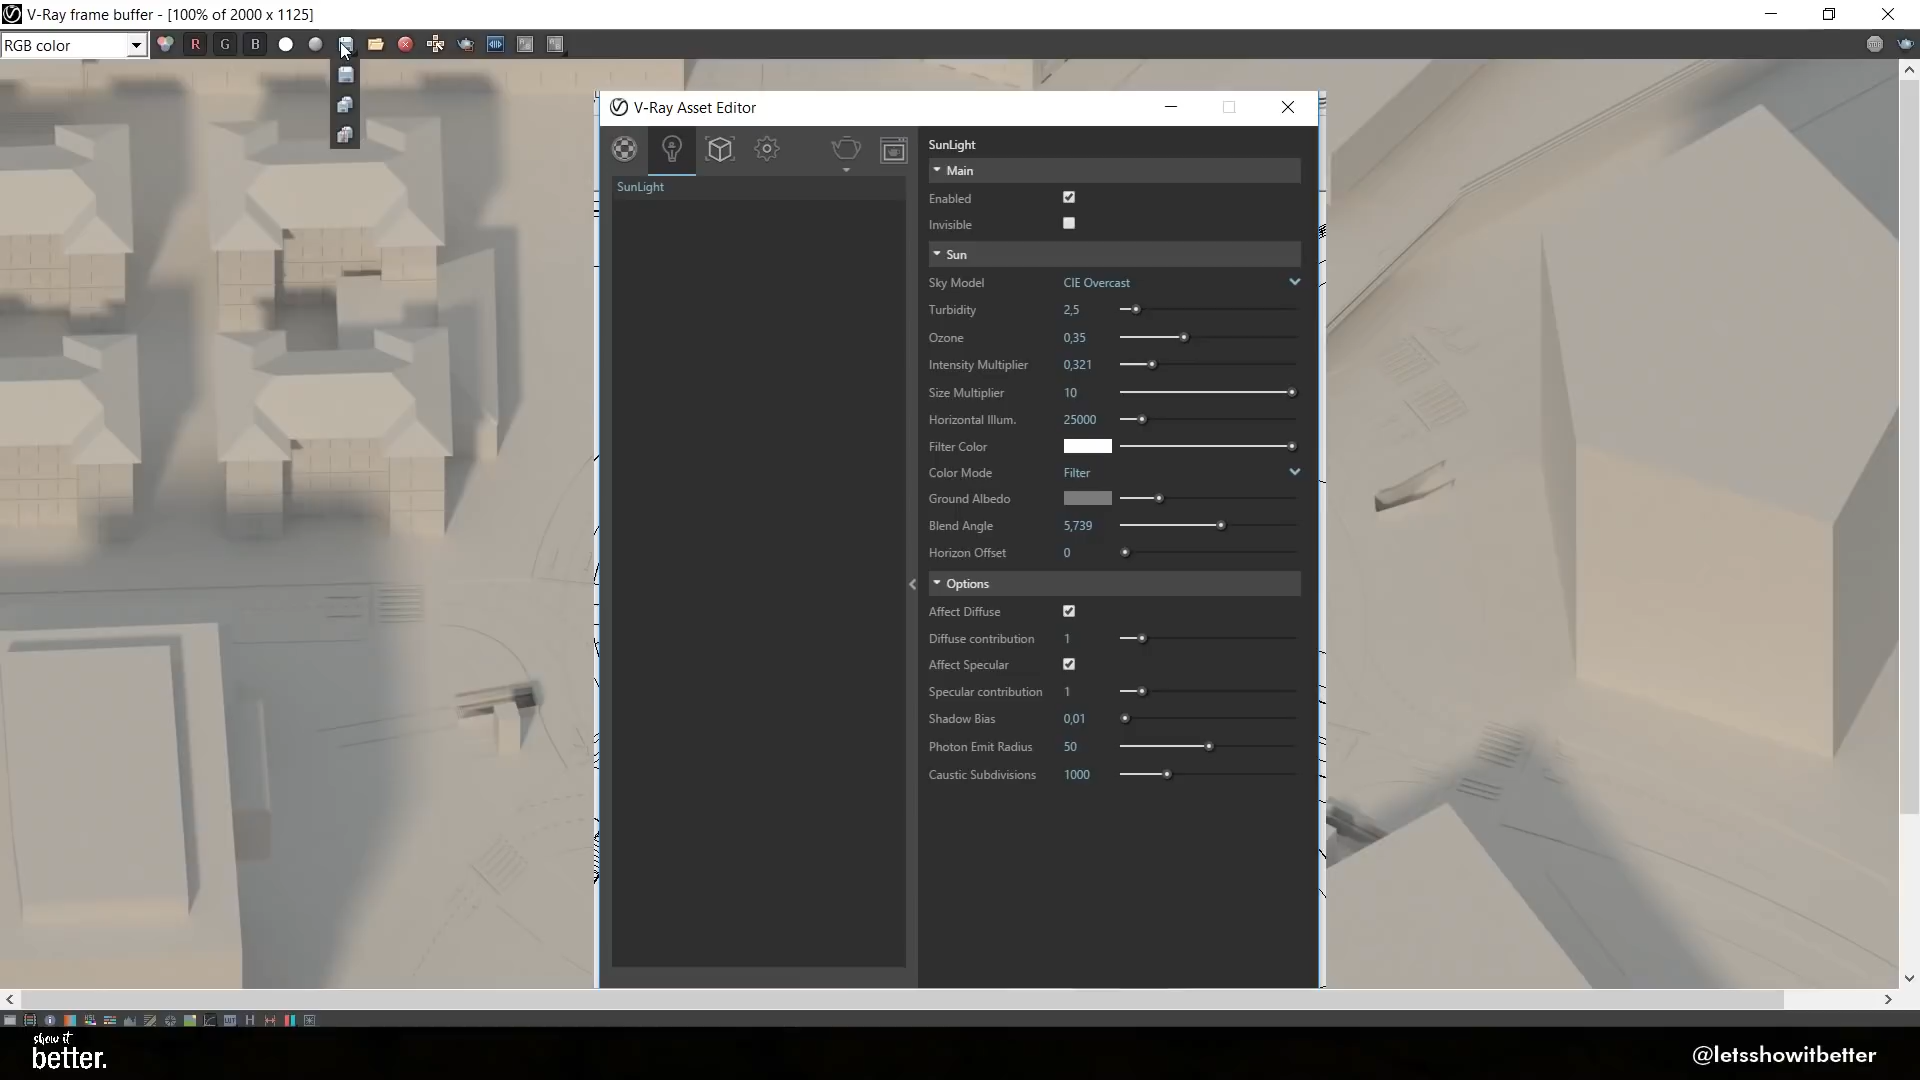 V-Ray frame buffer - [100% of 2000 x 1125]
RGB color
R G B
V-Ray Asset Editor
SunLight
SunLight
Main
Enabled
Invisible
Sun
Sky Model CIE Overcast
Turbidity 2,5
Ozone 0,35
Intensity Multiplier 0,321
Size Multiplier 10
Horizontal Illum. 25000
Filter Color
Color Mode Filter
Ground Albedo
Blend Angle 5,739
Horizon Offset 0
Options
Affect Diffuse
Diffuse contribution 1
Affect Specular
Specular contribution 1
Shadow Bias 0,01
Photon Emit Radius 50
Caustic Subdivisions 1000
show it
better.
@letsshowitbetter